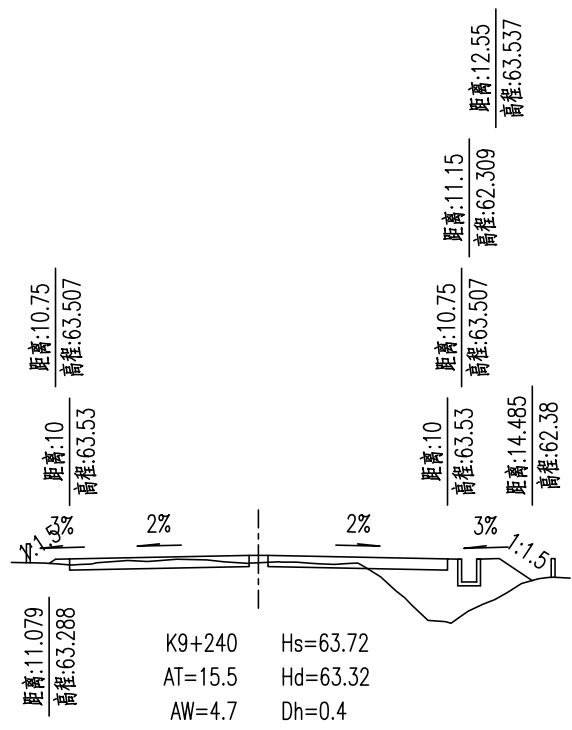 距离:12.55
高程:63.537
距离:11.15
高程:62.309
距离:10.75
高程:63.507
距离:10.75
高程:63.507
距离:10
高程:63.53
距离:10
高程:63.53
距离:14.485
高程:62.38
1:1.5
3%
2%
2%
3%
1:1.5
距离:11.079
高程:63.288
K9+240
Hs=63.72
AT=15.5
Hd=63.32
AW=4.7
Dh=0.4